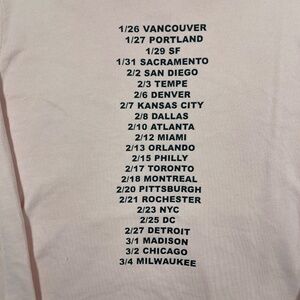 1/26 VANCOUVER
1/27 PORTLAND
1/29 SF
1/31 SACRAMENTO
2/2 SAN DIEGO
2/3 TEMPE
2/6 DENVER
2/7 KANSAS CITY
2/8 DALLAS
2/10 ATLANTA
2/12 MIAMI
2/13 ORLANDO
2/15 PHILLY
2/17 TORONTO
2/18 MONTREAL
2/20 PITTSBURGH
2/21 ROCHESTER
2/23 NYC
2/25 DC
2/27 DETROIT
3/1 MADISON
3/2 CHICAGO
3/4 MILWAUKEE